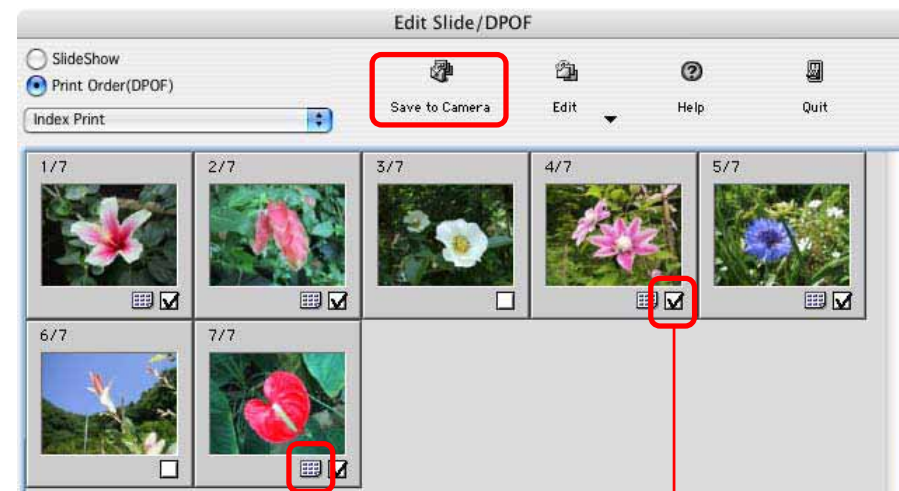 Edit Slide/DPOF
SlideShow
Print Order(DPOF)
Index Print
Save to Camera
Edit
Help
Quit
1/7
2/7
3/7
4/7
5/7
6/7
7/7